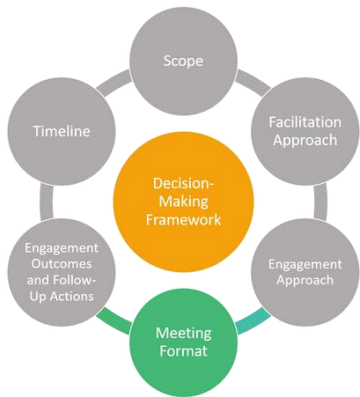 Scope
Timeline
Facilitation
Approach
Decision-
Making
Framework
Engagement
Outcomes
and Follow-
Up Actions
Engagement
Approach
Meeting
Format